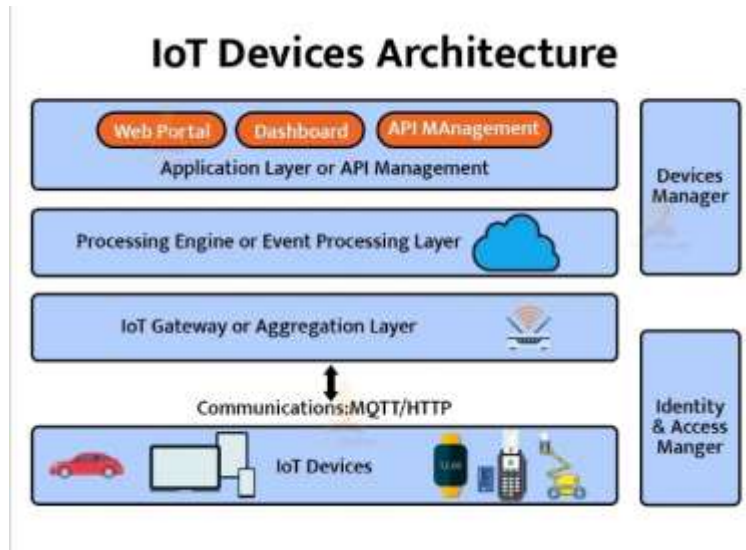 IoT Devices Architecture
Web Portal
Dashboard
API MAnagement
Application Layer or API Management
Devices
Manager
Processing Engine or Event Processing Layer
IoT Gateway or Aggregation Layer
Communications:MQTT/HTTP
Identity
& Access
Manger
IoT Devices